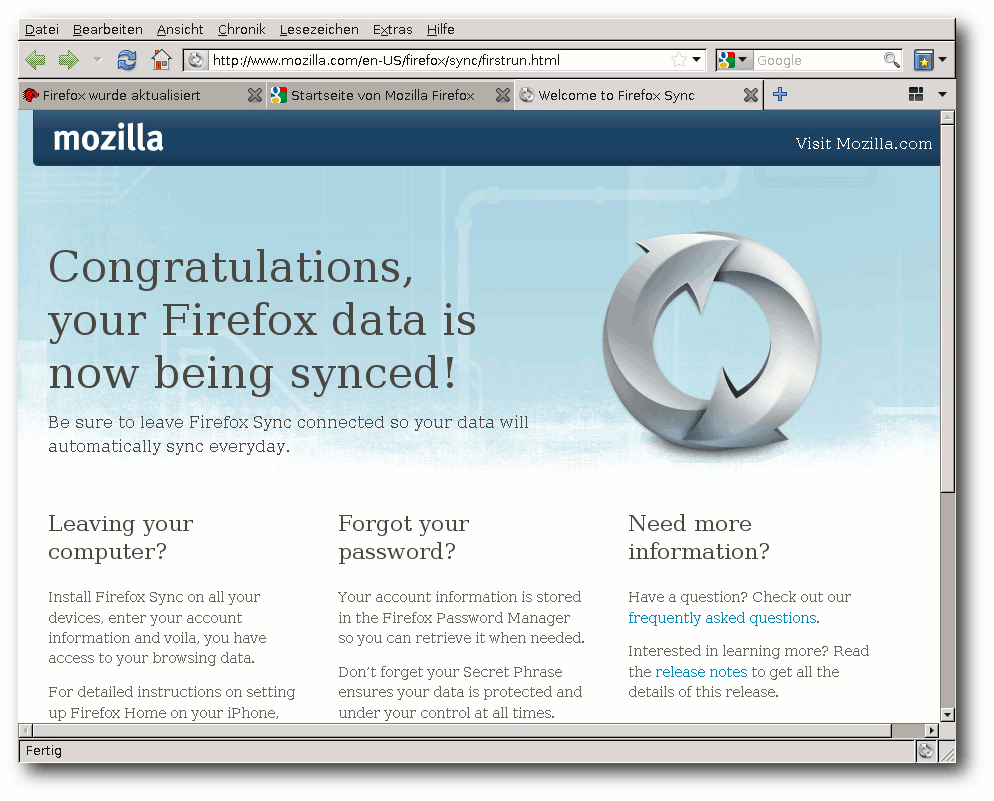 Datei Bearbeiten Ansicht Chronik Lesezeichen Extras Hilfe
http://www.mozilla.com/en-US/firefox/sync/firstrun.html Google
Firefox wurde aktualisiert Startseite von Mozilla Firefox Welcome to Firefox Sync
mozilla
Visit Mozilla.com
Congratulations,
your Firefox data is
now being synced!
Be sure to leave Firefox Sync connected so your data will
automatically sync everyday.
Leaving your
computer?
Install Firefox Sync on all your
devices, enter your account
information and voila, you have
access to your browsing data.
For detailed instructions on setting
up Firefox Home on your iPhone,
Forgot your
password?
Your account information is stored
in the Firefox Password Manager
so you can retrieve it when needed.
Don't forget your Secret Phrase
ensures your data is protected and
under your control at all times.
Need more
information?
Have a question? Check out our
frequently asked questions.
Interested in learning more? Read
the release notes to get all the
details of this release.
Fertig